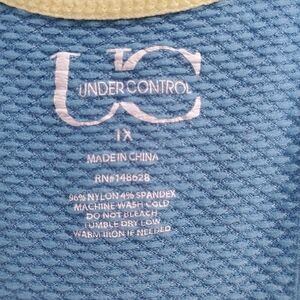 UC
UNDER CONTROL
1X
MADE IN CHINA
RN#148628
96% NYLON 4% SPANDEX
MACHINE WASH COLD
DO NOT BLEACH
TUMBLE DRY LOW
WARM IRON IF NEEDED